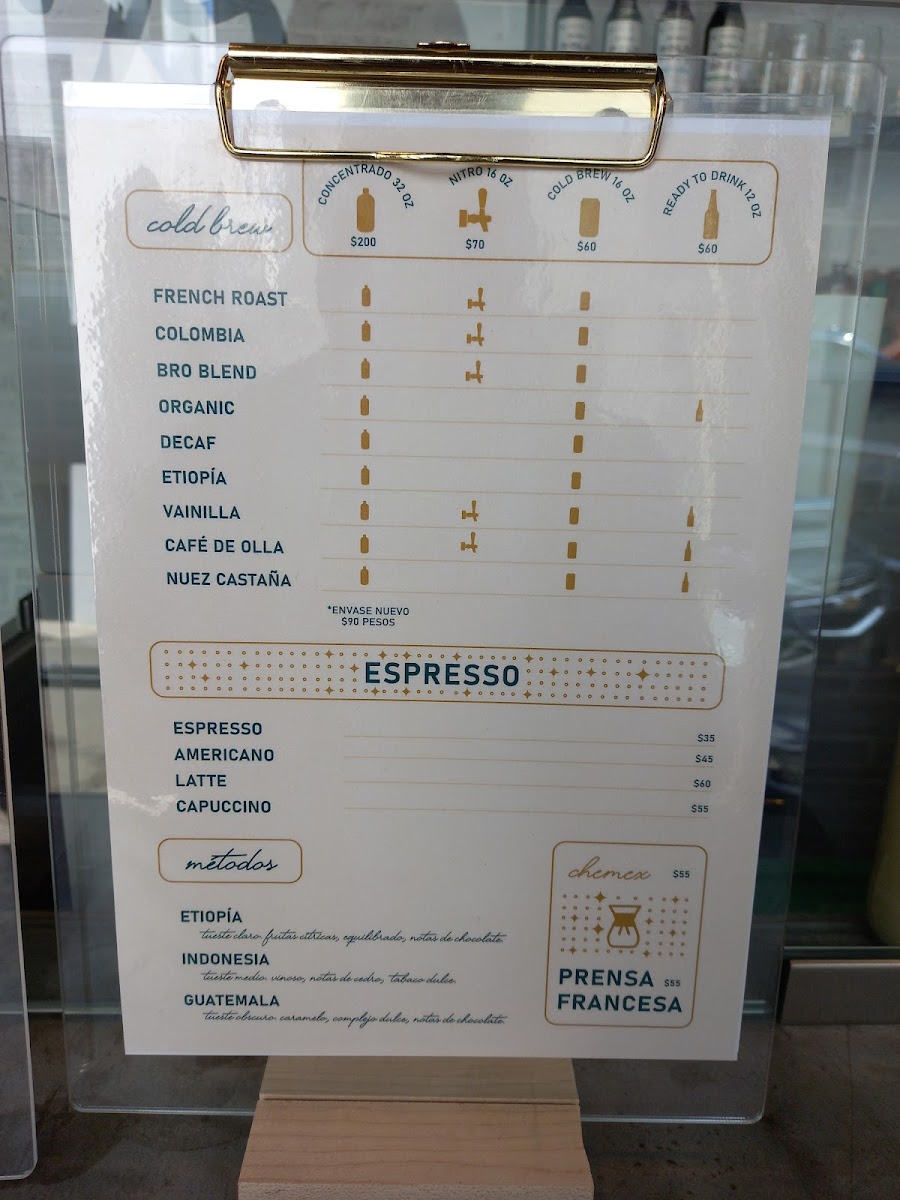 cold brew
CONCENTRADO 32 OZ
$200
NITRO 16 OZ
$70
COLD BREW 16 OZ
$60
READY TO DRINK 12 OZ
$60
FRENCH ROAST
COLOMBIA
BRO BLEND
ORGANIC
DECAF
ETIOPÍA
VAINILLA
CAFÉ DE OLLA
NUEZ CASTAÑA
*ENVASE NUEVO
$90 PESOS
ESPRESSO
ESPRESSO $35
AMERICANO $45
LATTE $60
CAPUCCINO $55
métodos
ETIOPÍA
tueste claro. frutas cítricas, equilibrado, notas de chocolate.
INDONESIA
tueste medio. vinoso, notas de cedro, tabaco dulce.
GUATEMALA
tueste obscuro. caramelo, complejo dulce, notas de chocolate.
chemex $55
PRENSA $55
FRANCESA